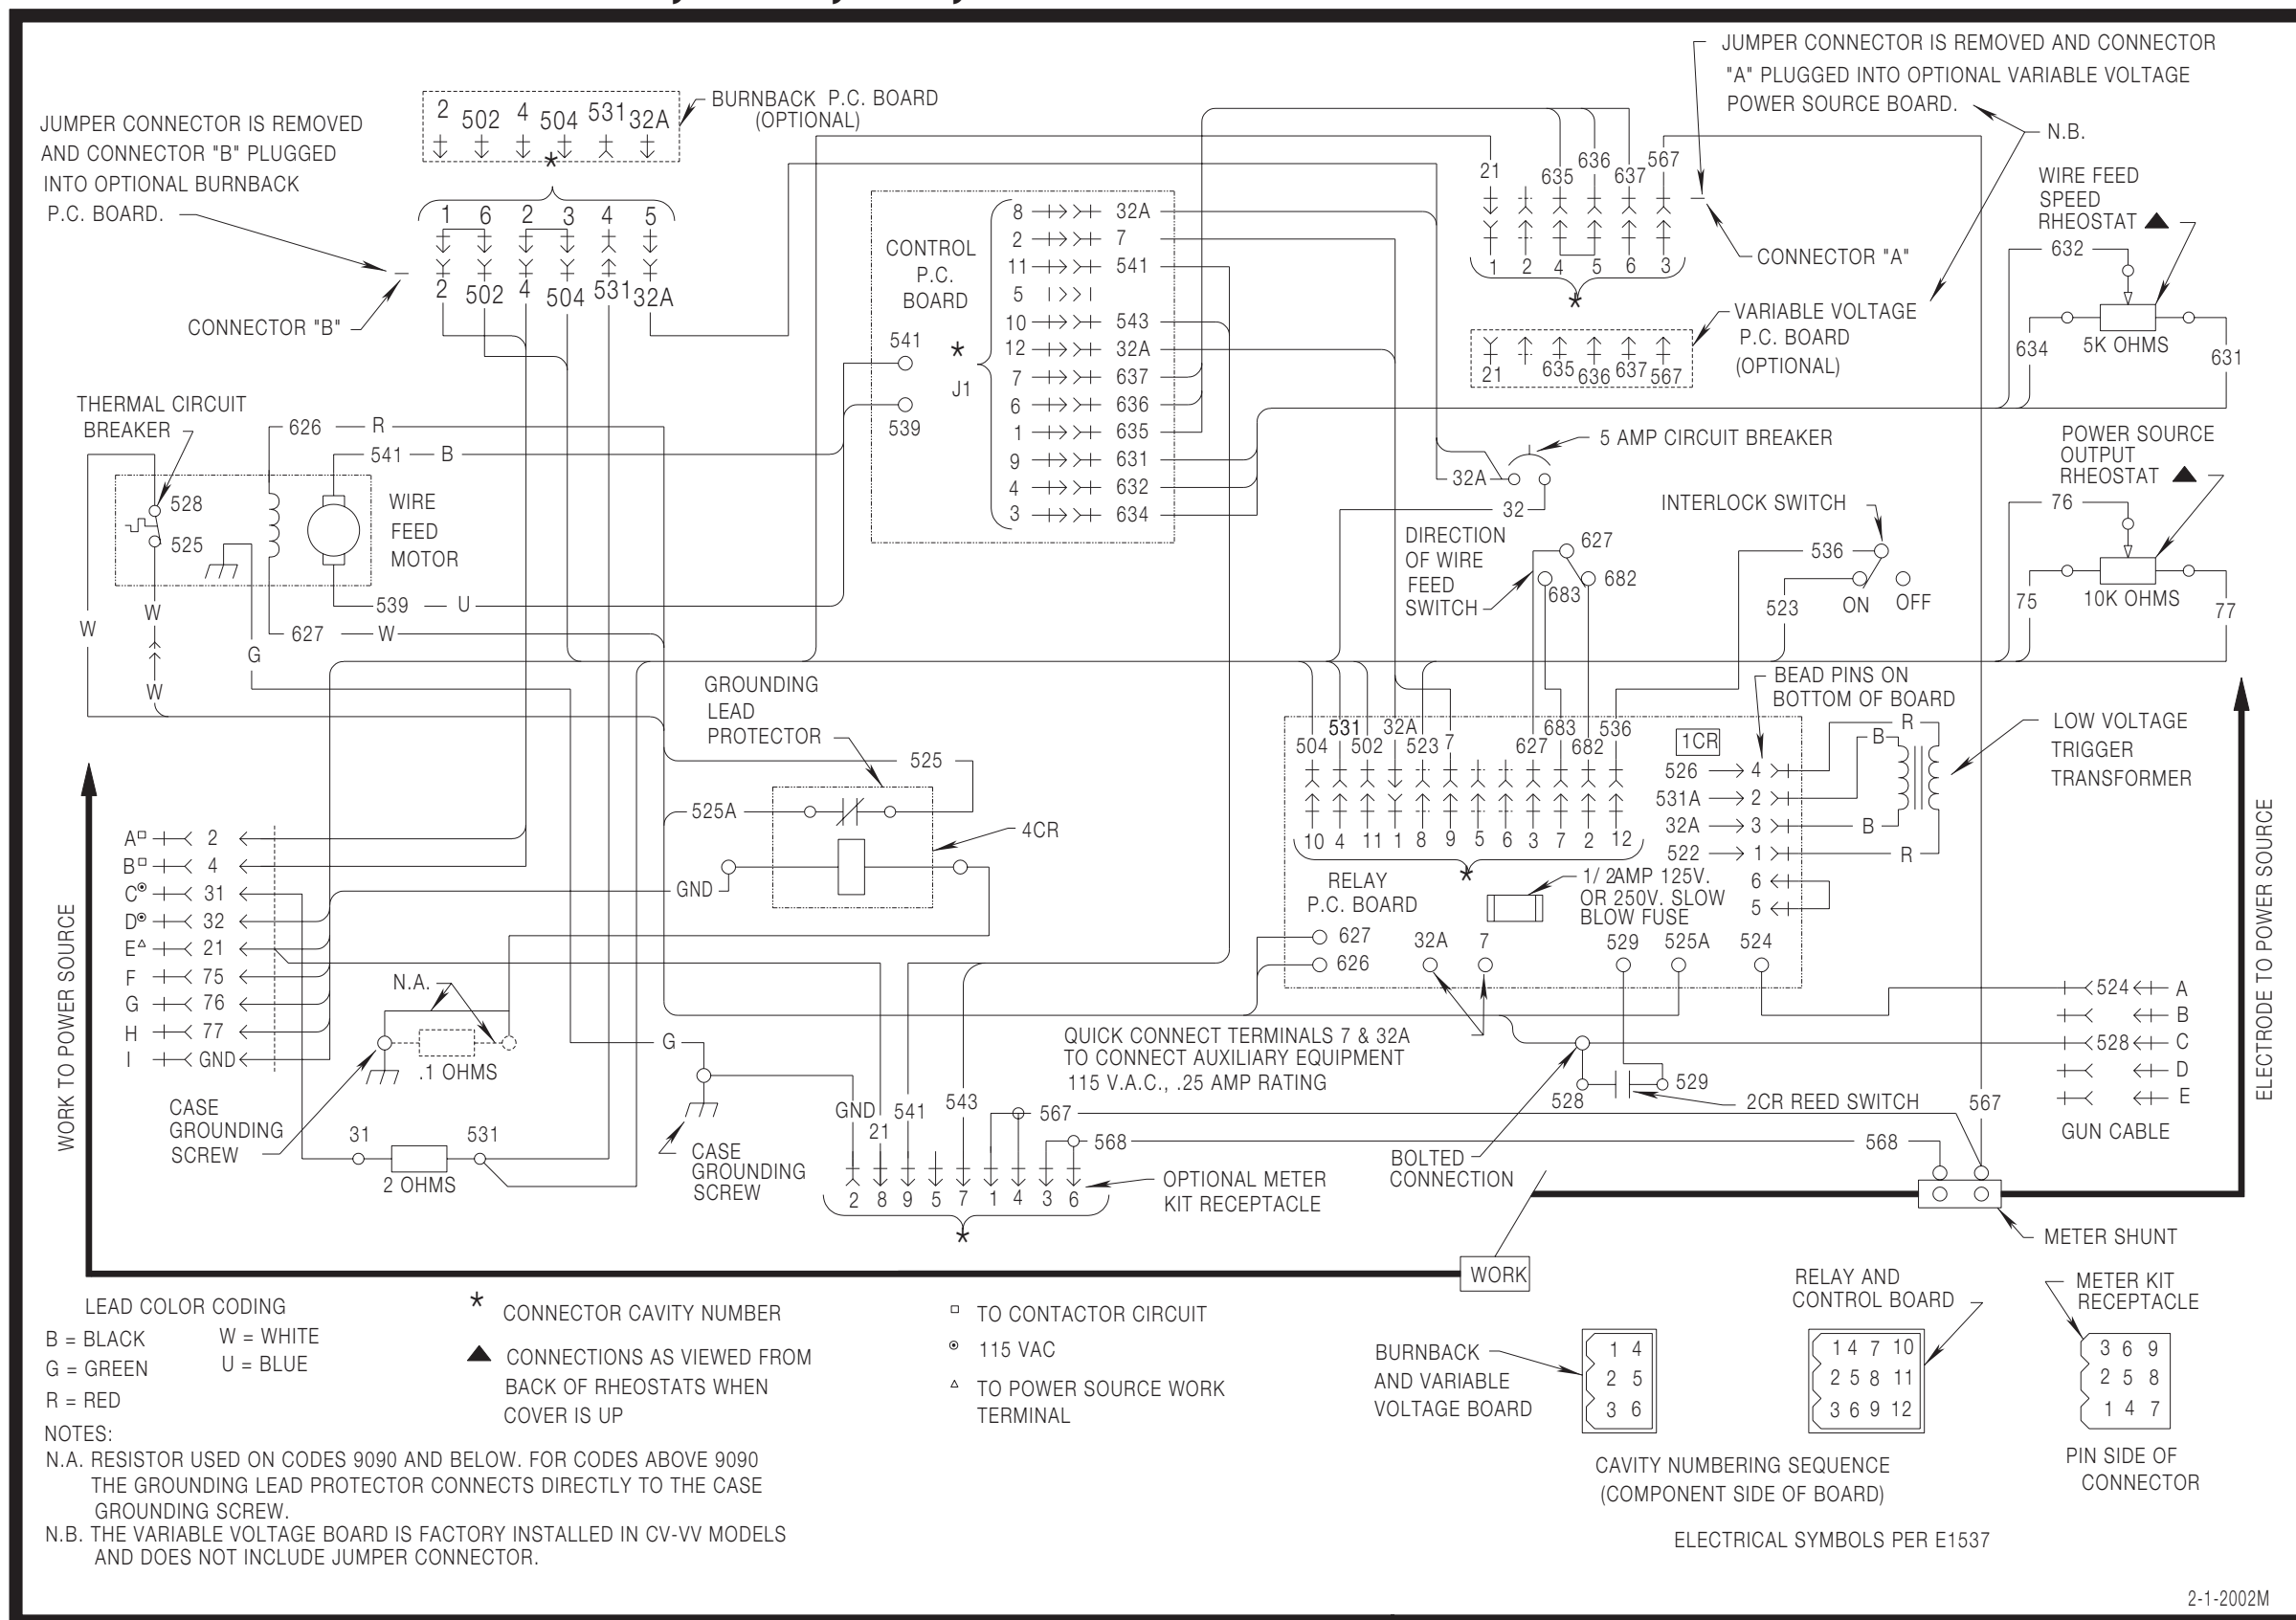 JUMPER CONNECTOR IS REMOVED AND CONNECTOR
"A" PLUGGED INTO OPTIONAL VARIABLE VOLTAGE
POWER SOURCE BOARD.
N.B.
JUMPER CONNECTOR IS REMOVED
AND CONNECTOR "B" PLUGGED
INTO OPTIONAL BURNBACK
P.C. BOARD.
BURNBACK P.C. BOARD
(OPTIONAL)
2 502 4 504 531 32A
*
1 6 2 3 4 5
2 502 4 504 531 32A
CONNECTOR "B"
CONTROL
P.C.
BOARD
*
J1
541
539
8 32A
2 7
11 541
5
10 543
12 32A
7 637
6 636
1 635
9 631
4 632
3 634
21 635 636 637 567
1 2 4 5 6 3
*
CONNECTOR "A"
VARIABLE VOLTAGE
P.C. BOARD
(OPTIONAL)
21 635 636 637 567
WIRE FEED
SPEED
RHEOSTAT ▲
632
634
5K OHMS
631
POWER SOURCE
OUTPUT
RHEOSTAT ▲
76
75
10K OHMS
77
THERMAL CIRCUIT
BREAKER
626 R
541 B
528
525
WIRE
FEED
MOTOR
539 U
627 W
W
W
W
G
5 AMP CIRCUIT BREAKER
32A
32
DIRECTION
OF WIRE
FEED
SWITCH
627
683
682
INTERLOCK SWITCH
536
523
ON
OFF
GROUNDING
LEAD
PROTECTOR
525
525A
4CR
GND
BEAD PINS ON
BOTTOM OF BOARD
LOW VOLTAGE
TRIGGER
TRANSFORMER
R
B
B
R
504 531 502 32A 523 7 627 683 682 536
10 4 11 1 8 9 5 6 3 7 2 12
*
1CR
526 4
531A 2
32A 3
522 1
6
5
RELAY
P.C. BOARD
1/ 2AMP 125V.
OR 250V. SLOW
BLOW FUSE
627
626
32A
7
529
525A
524
A□ 2
B□ 4
C⊙ 31
D⊙ 32
E△ 21
F 75
G 76
H 77
I GND
WORK TO POWER SOURCE
ELECTRODE TO POWER SOURCE
N.A.
.1 OHMS
CASE
GROUNDING
SCREW
31
2 OHMS
531
G
CASE
GROUNDING
SCREW
QUICK CONNECT TERMINALS 7 & 32A
TO CONNECT AUXILIARY EQUIPMENT
115 V.A.C., .25 AMP RATING
GND 21 541 543
567
568
2 8 9 5 7 1 4 3 6
*
OPTIONAL METER
KIT RECEPTACLE
BOLTED
CONNECTION
528
529
2CR REED SWITCH
567
568
524 A
B
528 C
D
E
GUN CABLE
METER SHUNT
WORK
LEAD COLOR CODING
B = BLACK W = WHITE
G = GREEN U = BLUE
R = RED
* CONNECTOR CAVITY NUMBER
▲ CONNECTIONS AS VIEWED FROM
BACK OF RHEOSTATS WHEN
COVER IS UP
□ TO CONTACTOR CIRCUIT
⊙ 115 VAC
△ TO POWER SOURCE WORK
TERMINAL
BURNBACK
AND VARIABLE
VOLTAGE BOARD
1 4
2 5
3 6
RELAY AND
CONTROL BOARD
1 4 7 10
2 5 8 11
3 6 9 12
METER KIT
RECEPTACLE
3 6 9
2 5 8
1 4 7
CAVITY NUMBERING SEQUENCE
(COMPONENT SIDE OF BOARD)
PIN SIDE OF
CONNECTOR
NOTES:
N.A. RESISTOR USED ON CODES 9090 AND BELOW. FOR CODES ABOVE 9090
THE GROUNDING LEAD PROTECTOR CONNECTS DIRECTLY TO THE CASE
GROUNDING SCREW.
N.B. THE VARIABLE VOLTAGE BOARD IS FACTORY INSTALLED IN CV-VV MODELS
AND DOES NOT INCLUDE JUMPER CONNECTOR.
ELECTRICAL SYMBOLS PER E1537
2-1-2002M